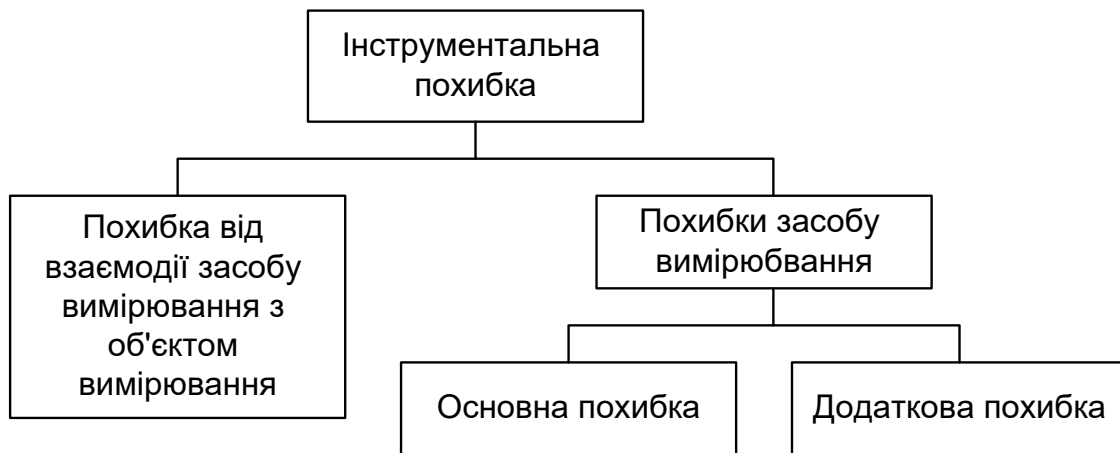 Інструментальна
похибка
Похибка від
взаємодії засобу
вимірювання з
об'єктом
вимірювання
Похибки засобу
вимірюбвання
Основна похибка
Додаткова похибка